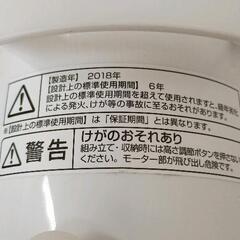 【製造年】2018年
【設計上の標準使用期間】6年
設計上の標準使用期間を超えて使用されますと、経年劣化
による発火、けが等の事故に至るおそれがあります。
※【設計上の標準使用期間】は「保証期間」とは異なります。
警告
けがのおそれあり
組み立て・収納時には高さ調節ボタンを押さない
ください。モーター部が飛び出し危険です。